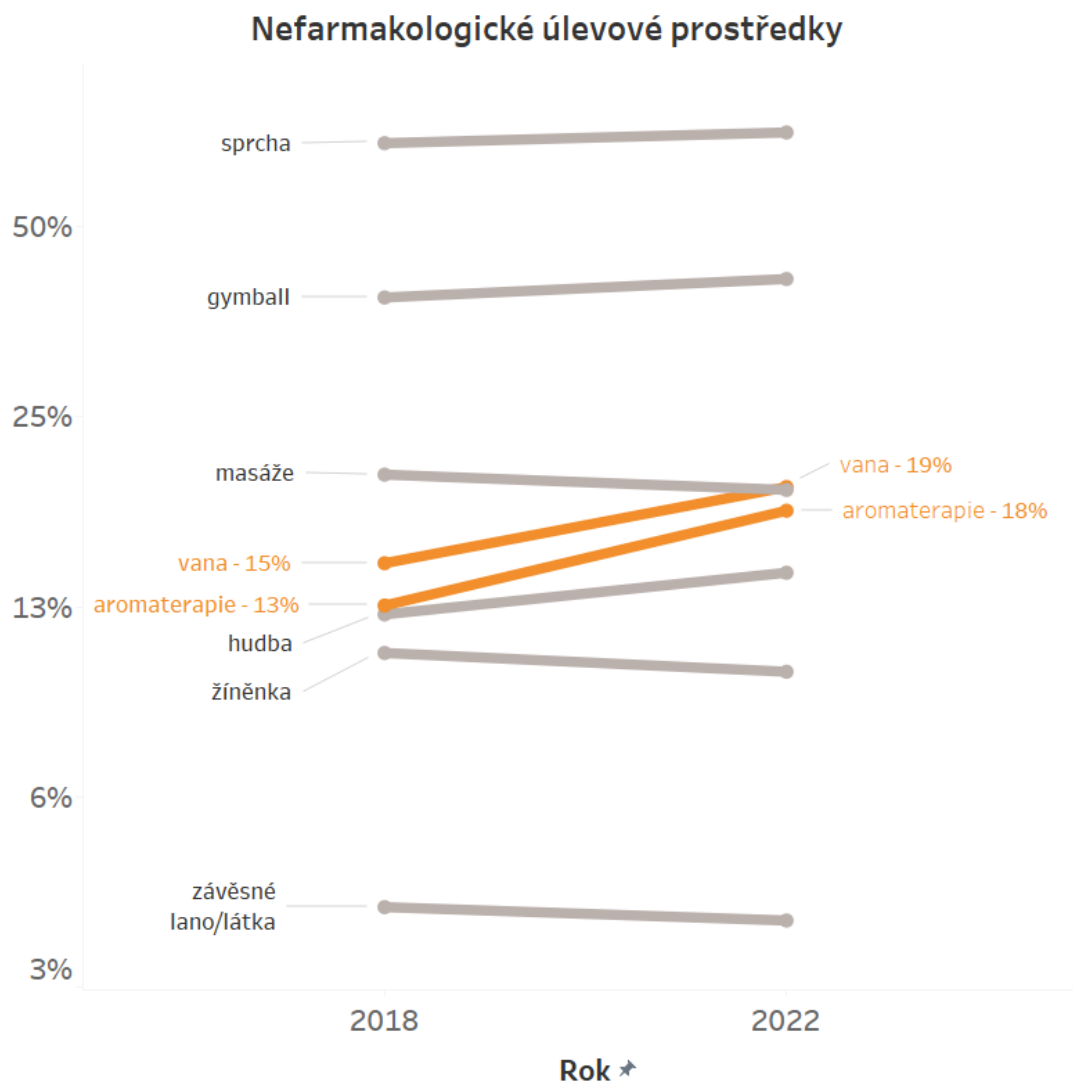 Nefarmakologické úlevové prostředky
sprcha
50%
gymball
25%
masáže
vana - 19%
aromaterapie - 18%
vana - 15%
13%
aromaterapie - 13%
hudba
žíněnka
6%
závěsné
lano/látka
3%
2018
2022
Rok